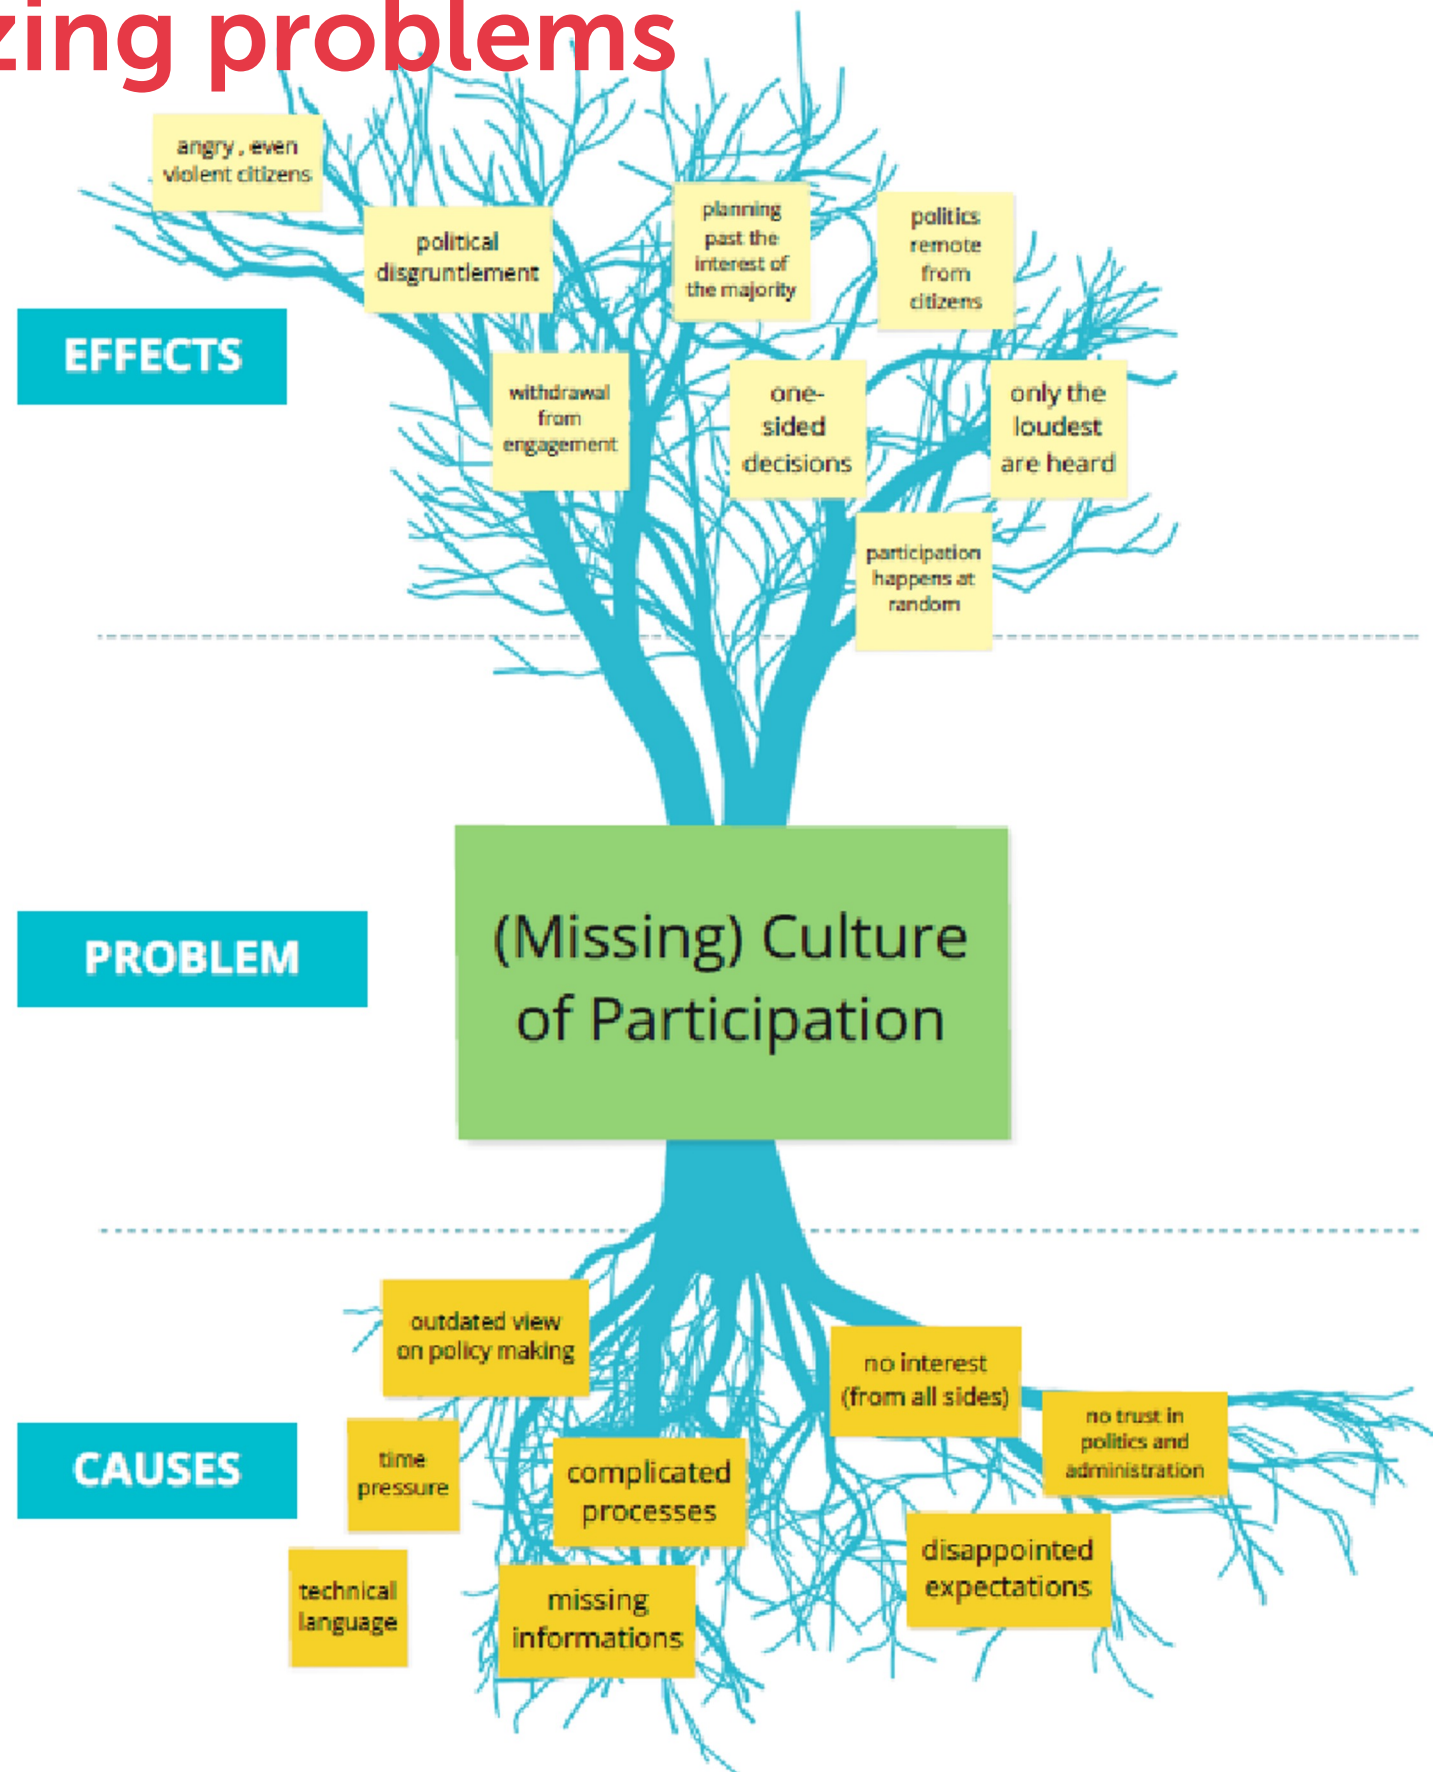 zing problems
angry , even
violent citizens
political
disgruntlement
planning
past the
interest of
the majority
politics
remote
from
citizens
EFFECTS
withdrawal
from
engagement
one-
sided
decisions
only the
loudest
are heard
participation
happens at
random
PROBLEM
(Missing) Culture
of Participation
outdated view
on policy making
no interest
(from all sides)
no trust in
politics and
administration
CAUSES
time
pressure
complicated
processes
disappointed
expectations
technical
language
missing
informations